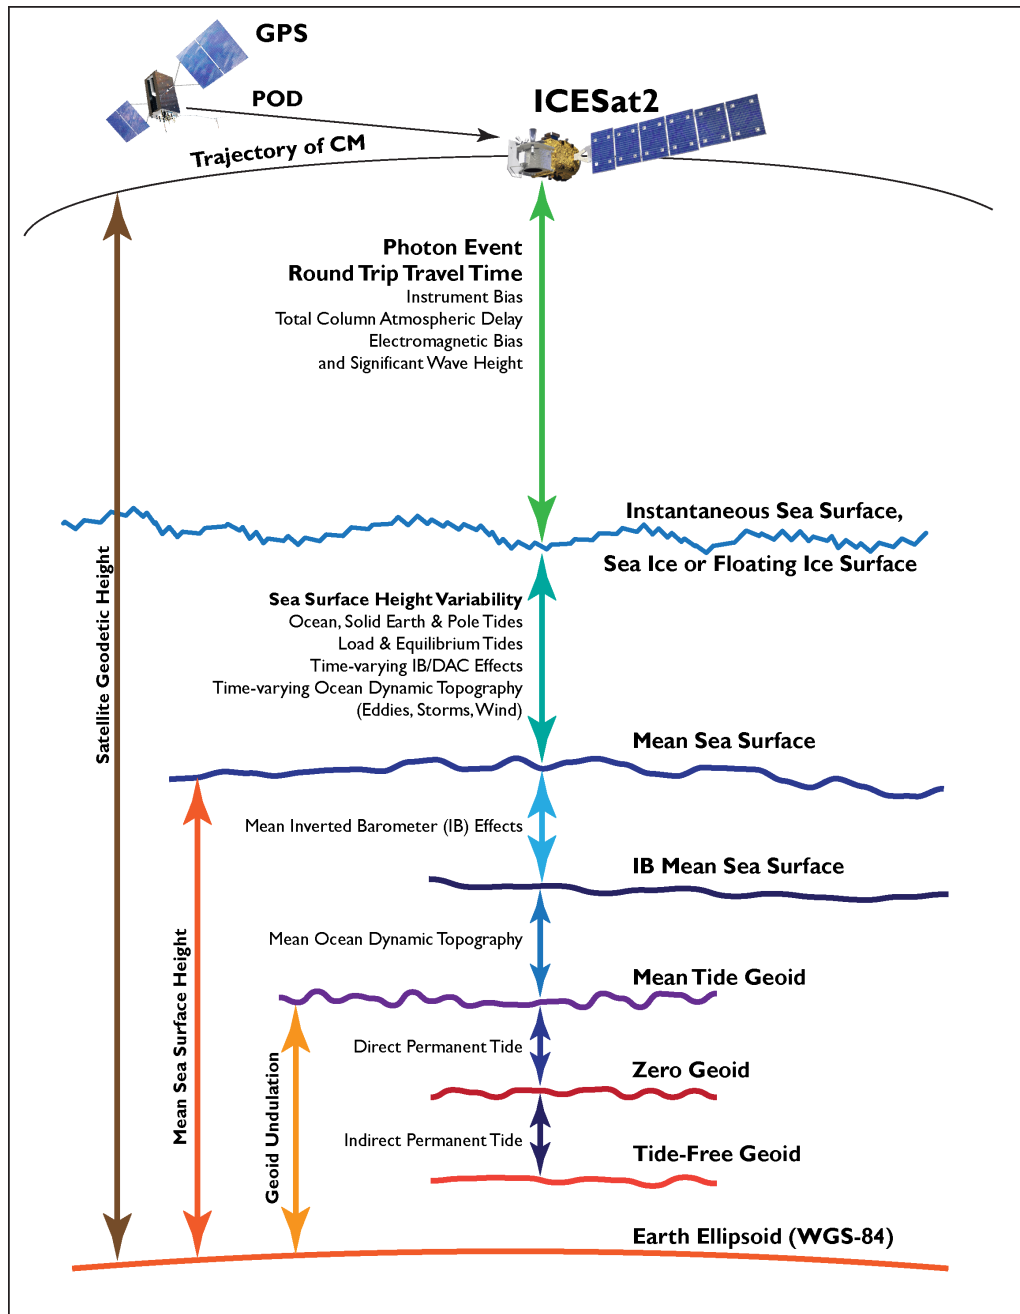 GPS
POD
ICESat2
Trajectory of CM
Photon Event
Round Trip Travel Time
Instrument Bias
Total Column Atmospheric Delay
Electromagnetic Bias
and Significant Wave Height
Instantaneous Sea Surface,
Sea Ice or Floating Ice Surface
Satellite Geodetic Height
Sea Surface Height Variability
Ocean, Solid Earth & Pole Tides
Load & Equilibrium Tides
Time-varying IB/DAC Effects
Time-varying Ocean Dynamic Topography
(Eddies, Storms, Wind)
Mean Sea Surface
Mean Inverted Barometer (IB) Effects
IB Mean Sea Surface
Mean Ocean Dynamic Topography
Mean Sea Surface Height
Mean Tide Geoid
Direct Permanent Tide
Geoid Undulation
Zero Geoid
Indirect Permanent Tide
Tide-Free Geoid
Earth Ellipsoid (WGS-84)